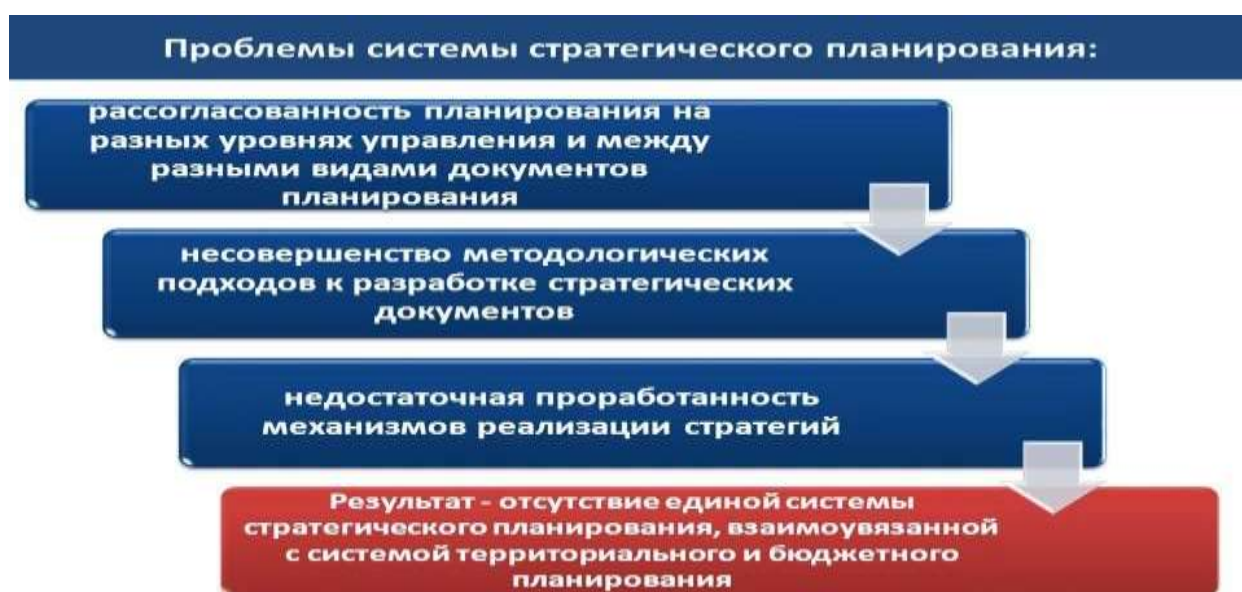 Проблемы системы стратегического планирования:
рассогласованность планирования на
разных уровнях управления и между
разными видами документов
планирования
несовершенство методологических
подходов к разработке стратегических
документов
недостаточная проработанность
механизмов реализации стратегий
Результат - отсутствие единой системы
стратегического планирования, взаимоувязанной
с системой территориального и бюджетного
планирования